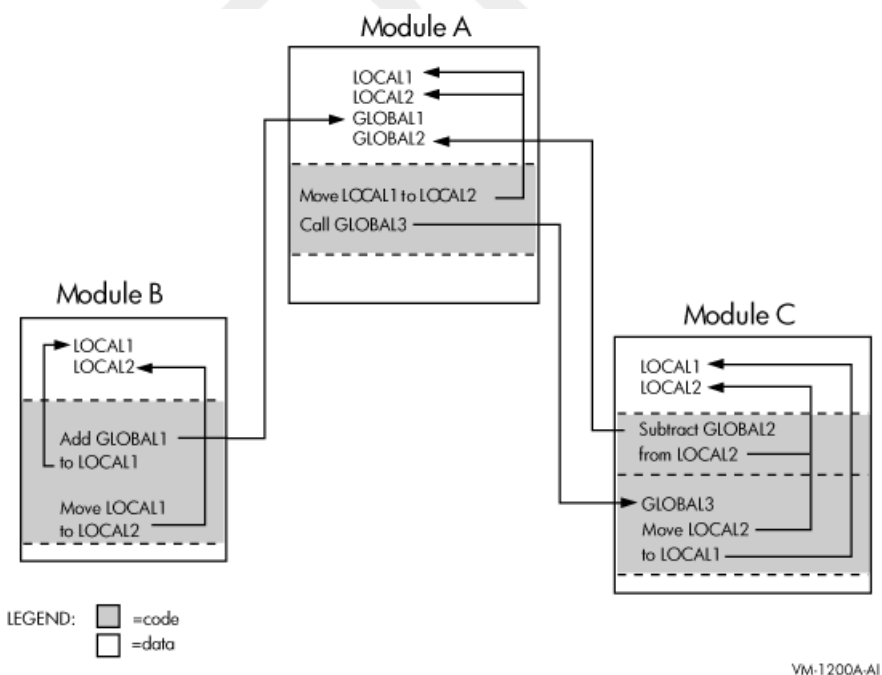 Module A
LOCAL1
LOCAL2
GLOBAL1
GLOBAL2
Move LOCAL1 to LOCAL2
Call GLOBAL3
Module B
LOCAL1
LOCAL2
Add GLOBAL1
to LOCAL1
Move LOCAL1
to LOCAL2
Module C
LOCAL1
LOCAL2
Subtract GLOBAL2
from LOCAL2
GLOBAL3
Move LOCAL2
to LOCAL1
LEGEND:
=code
=data
VM-1200A-AI